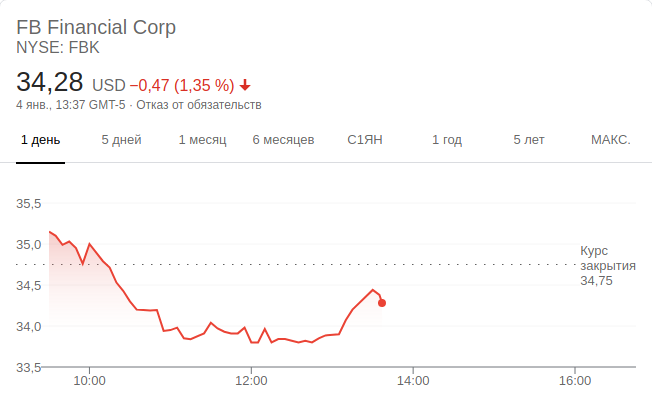 FB Financial Corp
NYSE: FBK
34,28 USD −0,47 (1,35 %)
4 янв., 13:37 GMT-5 · Отказ от обязательств
1 день 5 дней 1 месяц 6 месяцев С1ЯН 1 год 5 лет МАКС.
35,5
35,0
34,5
34,0
33,5
Курс
закрытия
34,75
10:00 12:00 14:00 16:00